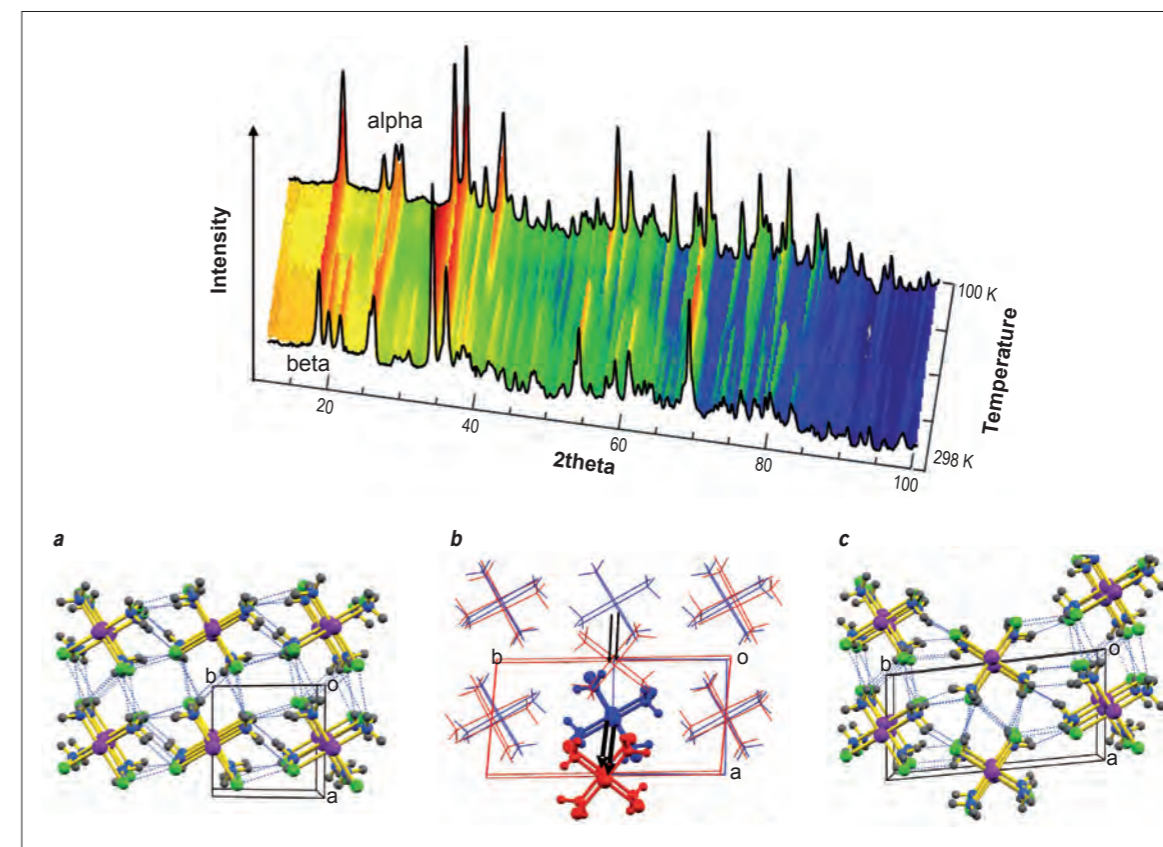 alpha
Intensity
beta
20
40
60
80
100
2theta
100 K
Temperature
298 K
a
b
c
b
o
a
b
o
a
b
o
a